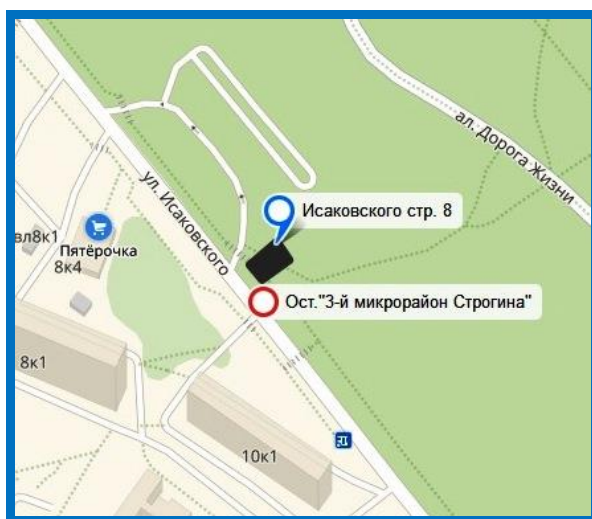 ал. Дорога Жизни
ул. Исаковского
Исаковского стр. 8
вл8к1
Пятёрочка
8к4
Ост."3-й микрорайон Строгина"
8к1
10к1